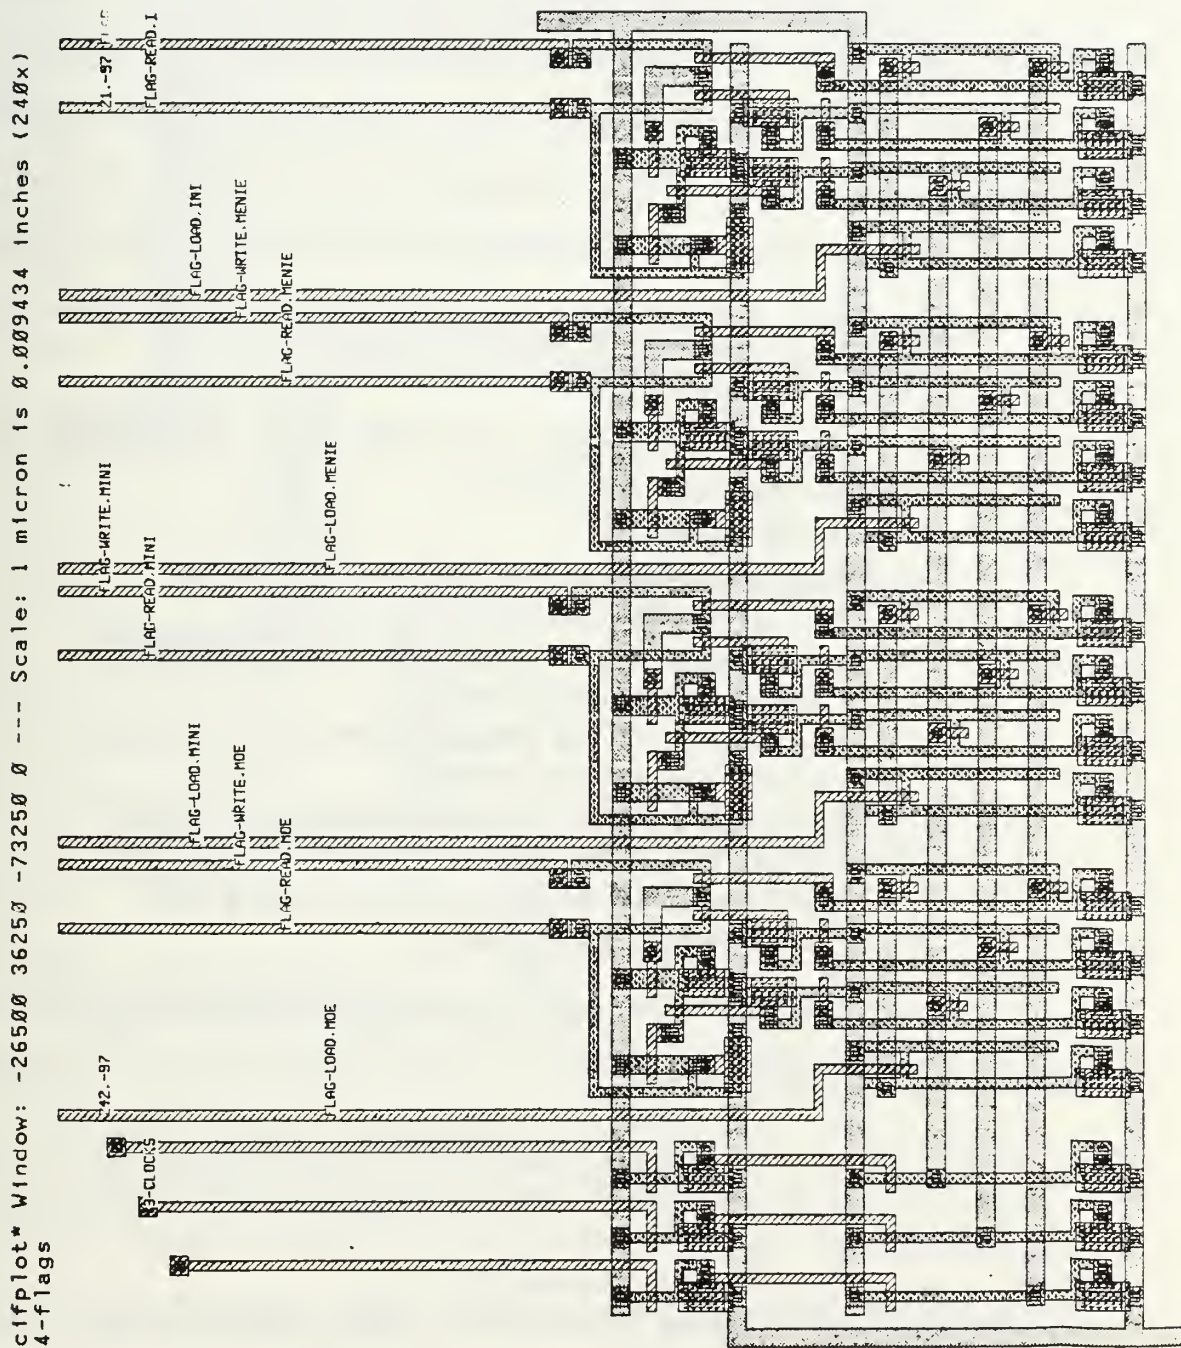 cifplot* Window: -26500 36250 -73250 0 --- Scale: 1 micron is 0.009434 inches (240x)
4-flags
21.-97
FLAG-READ.I
FLAG-LOAD.INI
FLAG-WRITE.MENIE
FLAG-READ.MENIE
FLAG-WRITE.MINI
FLAG-READ.MINI
FLAG-LOAD.MENIE
FLAG-LOAD.MINI
FLAG-WRITE.MOE
FLAG-READ.MOE
42.-97
FLAG-LOAD.MOE
3-CLOCKS